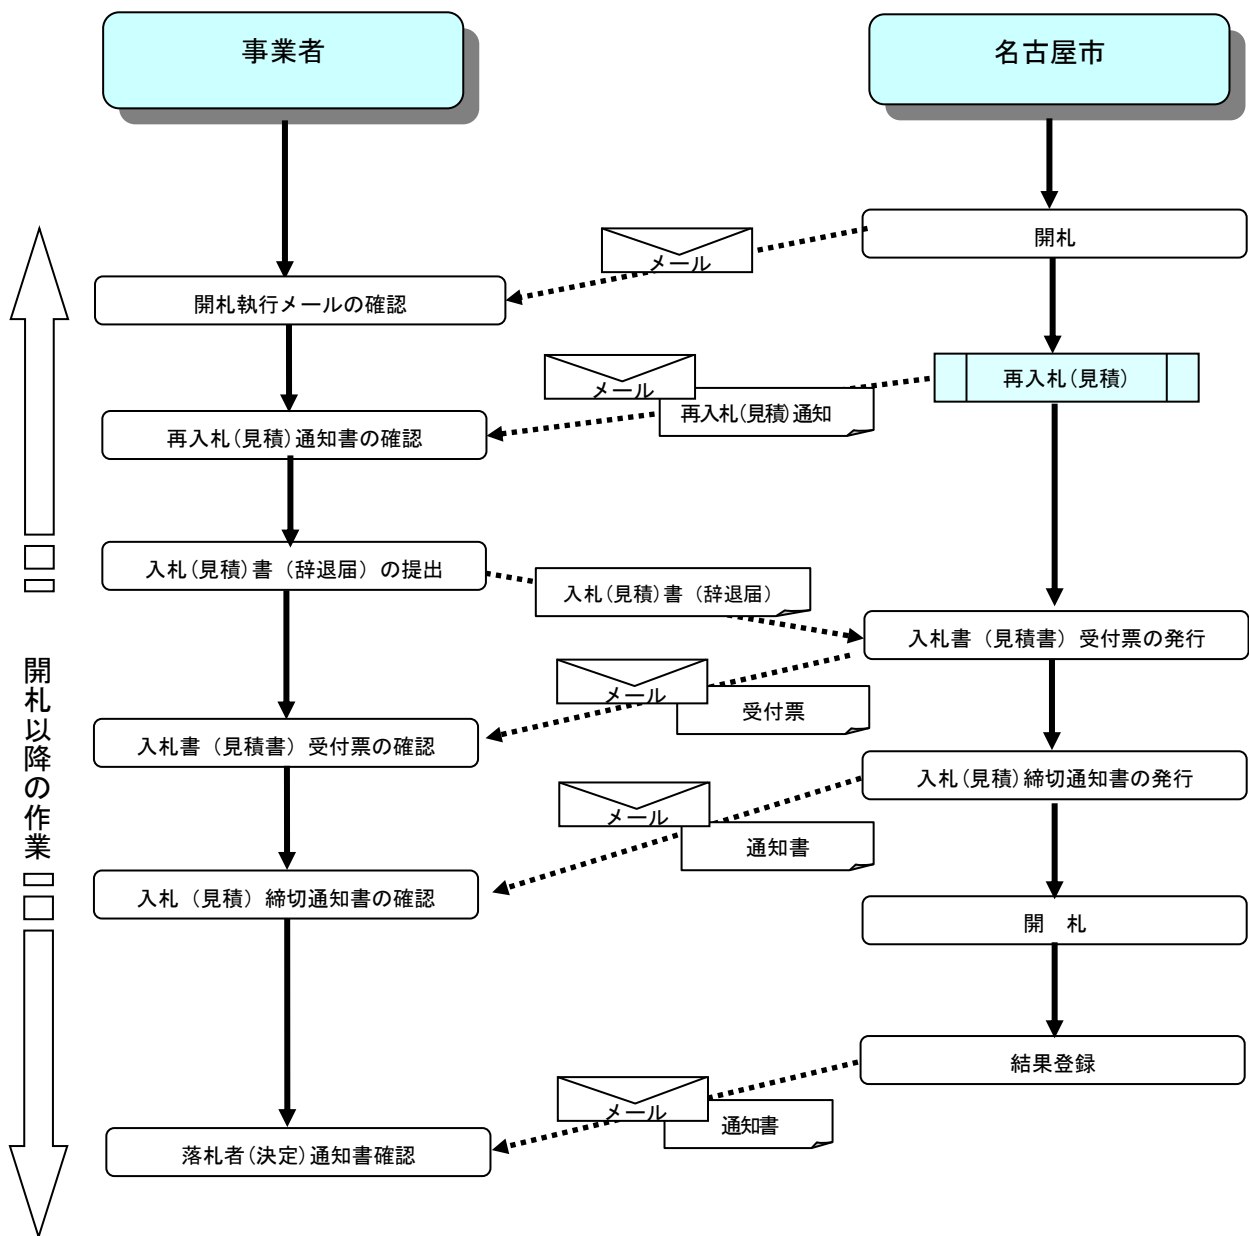 事業者
名古屋市
開札
メール
開札執行メールの確認
再入札(見積)
メール
再入札(見積)通知
再入札(見積)通知書の確認
入札(見積)書（辞退届）の提出
入札(見積)書（辞退届）
入札書（見積書）受付票の発行
メール
受付票
入札書（見積書）受付票の確認
入札(見積)締切通知書の発行
メール
通知書
入札（見積）締切通知書の確認
開　札
結果登録
メール
通知書
落札者(決定)通知書確認
開札以降の作業